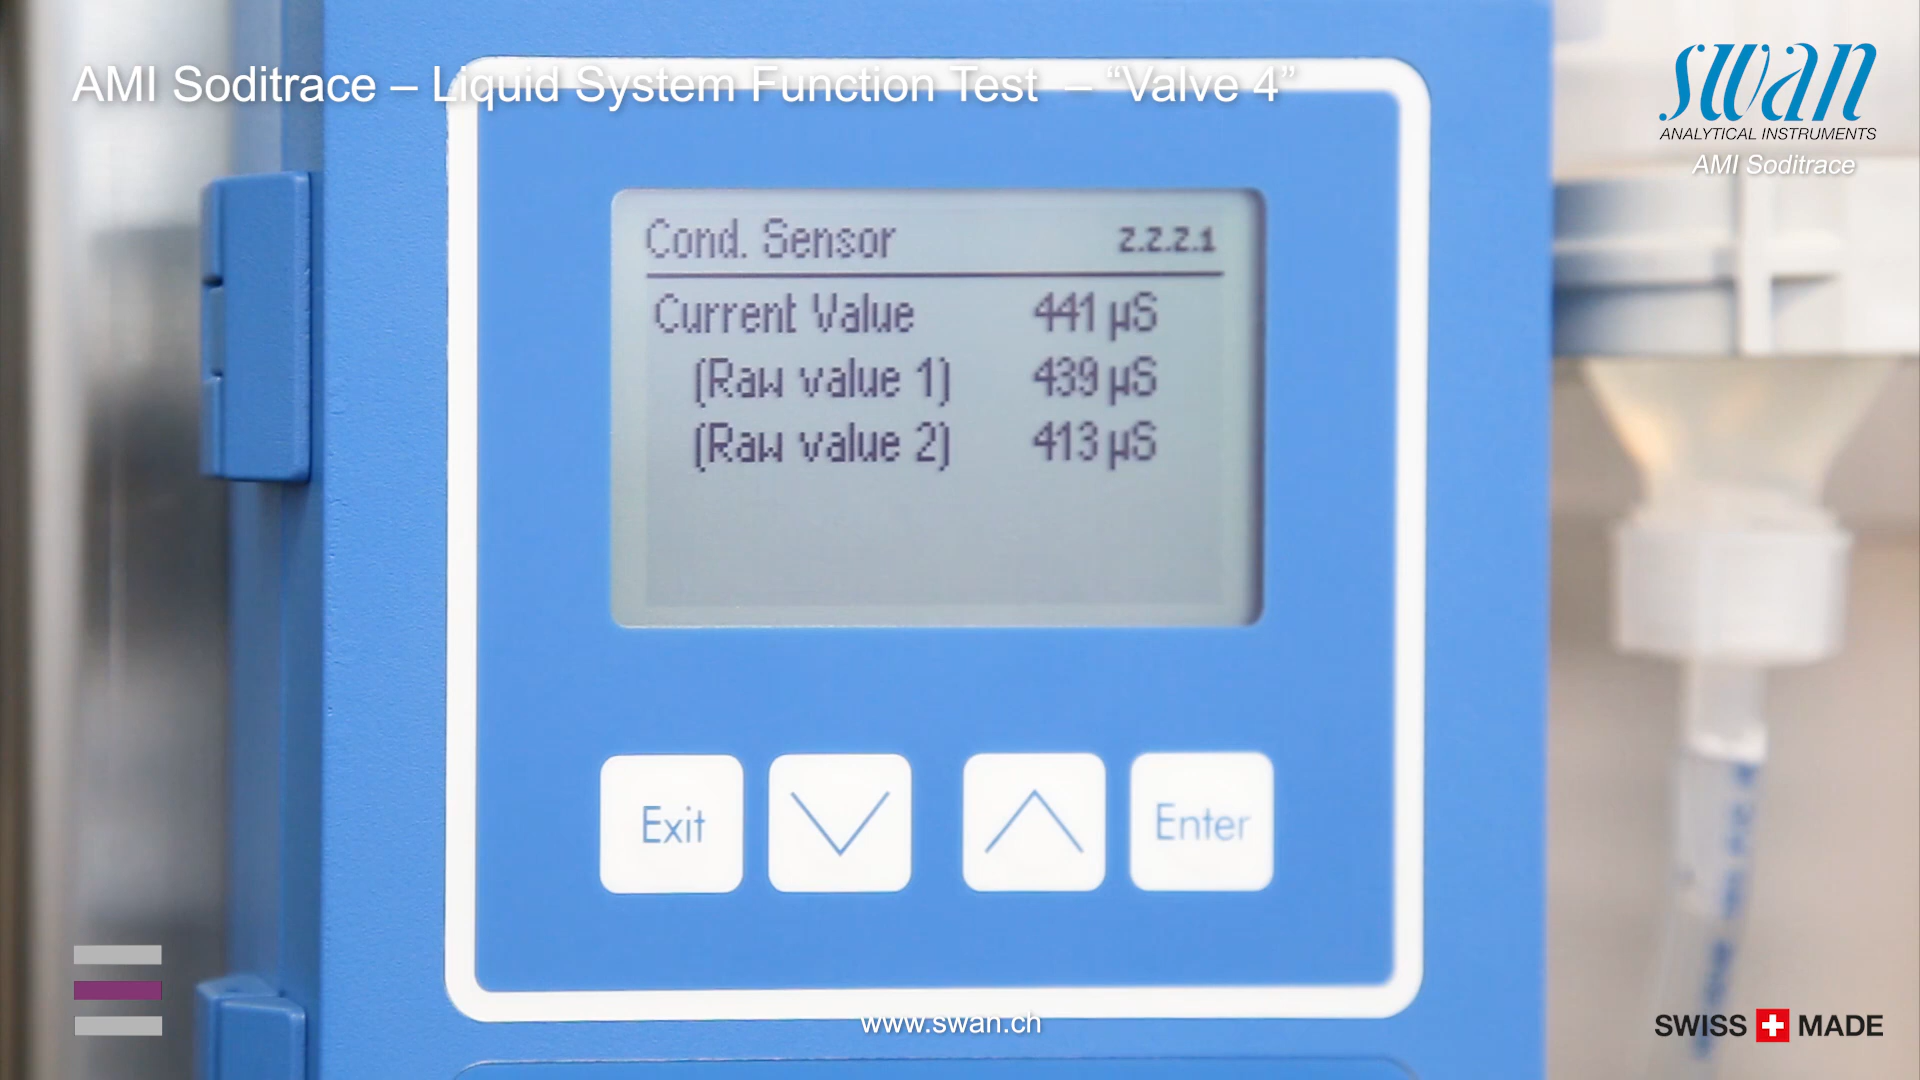 AMI Soditrace – Liquid System Function Test – “Valve 4”
swan
ANALYTICAL INSTRUMENTS
AMI Soditrace
Cond. Sensor 2.2.2.1
Current Value 441 µS
(Raw value 1) 439 µS
(Raw value 2) 413 µS
Exit Enter
www.swan.ch
SWISS MADE